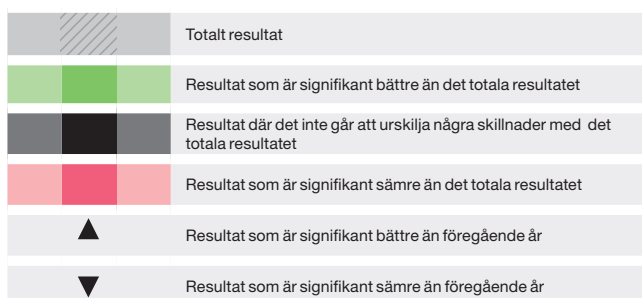 Totalt resultat
Resultat som är signifikant bättre än det totala resultatet
Resultat där det inte går att urskilja några skillnader med det
totala resultatet
Resultat som är signifikant sämre än det totala resultatet
Resultat som är signifikant bättre än föregående år
Resultat som är signifikant sämre än föregående år